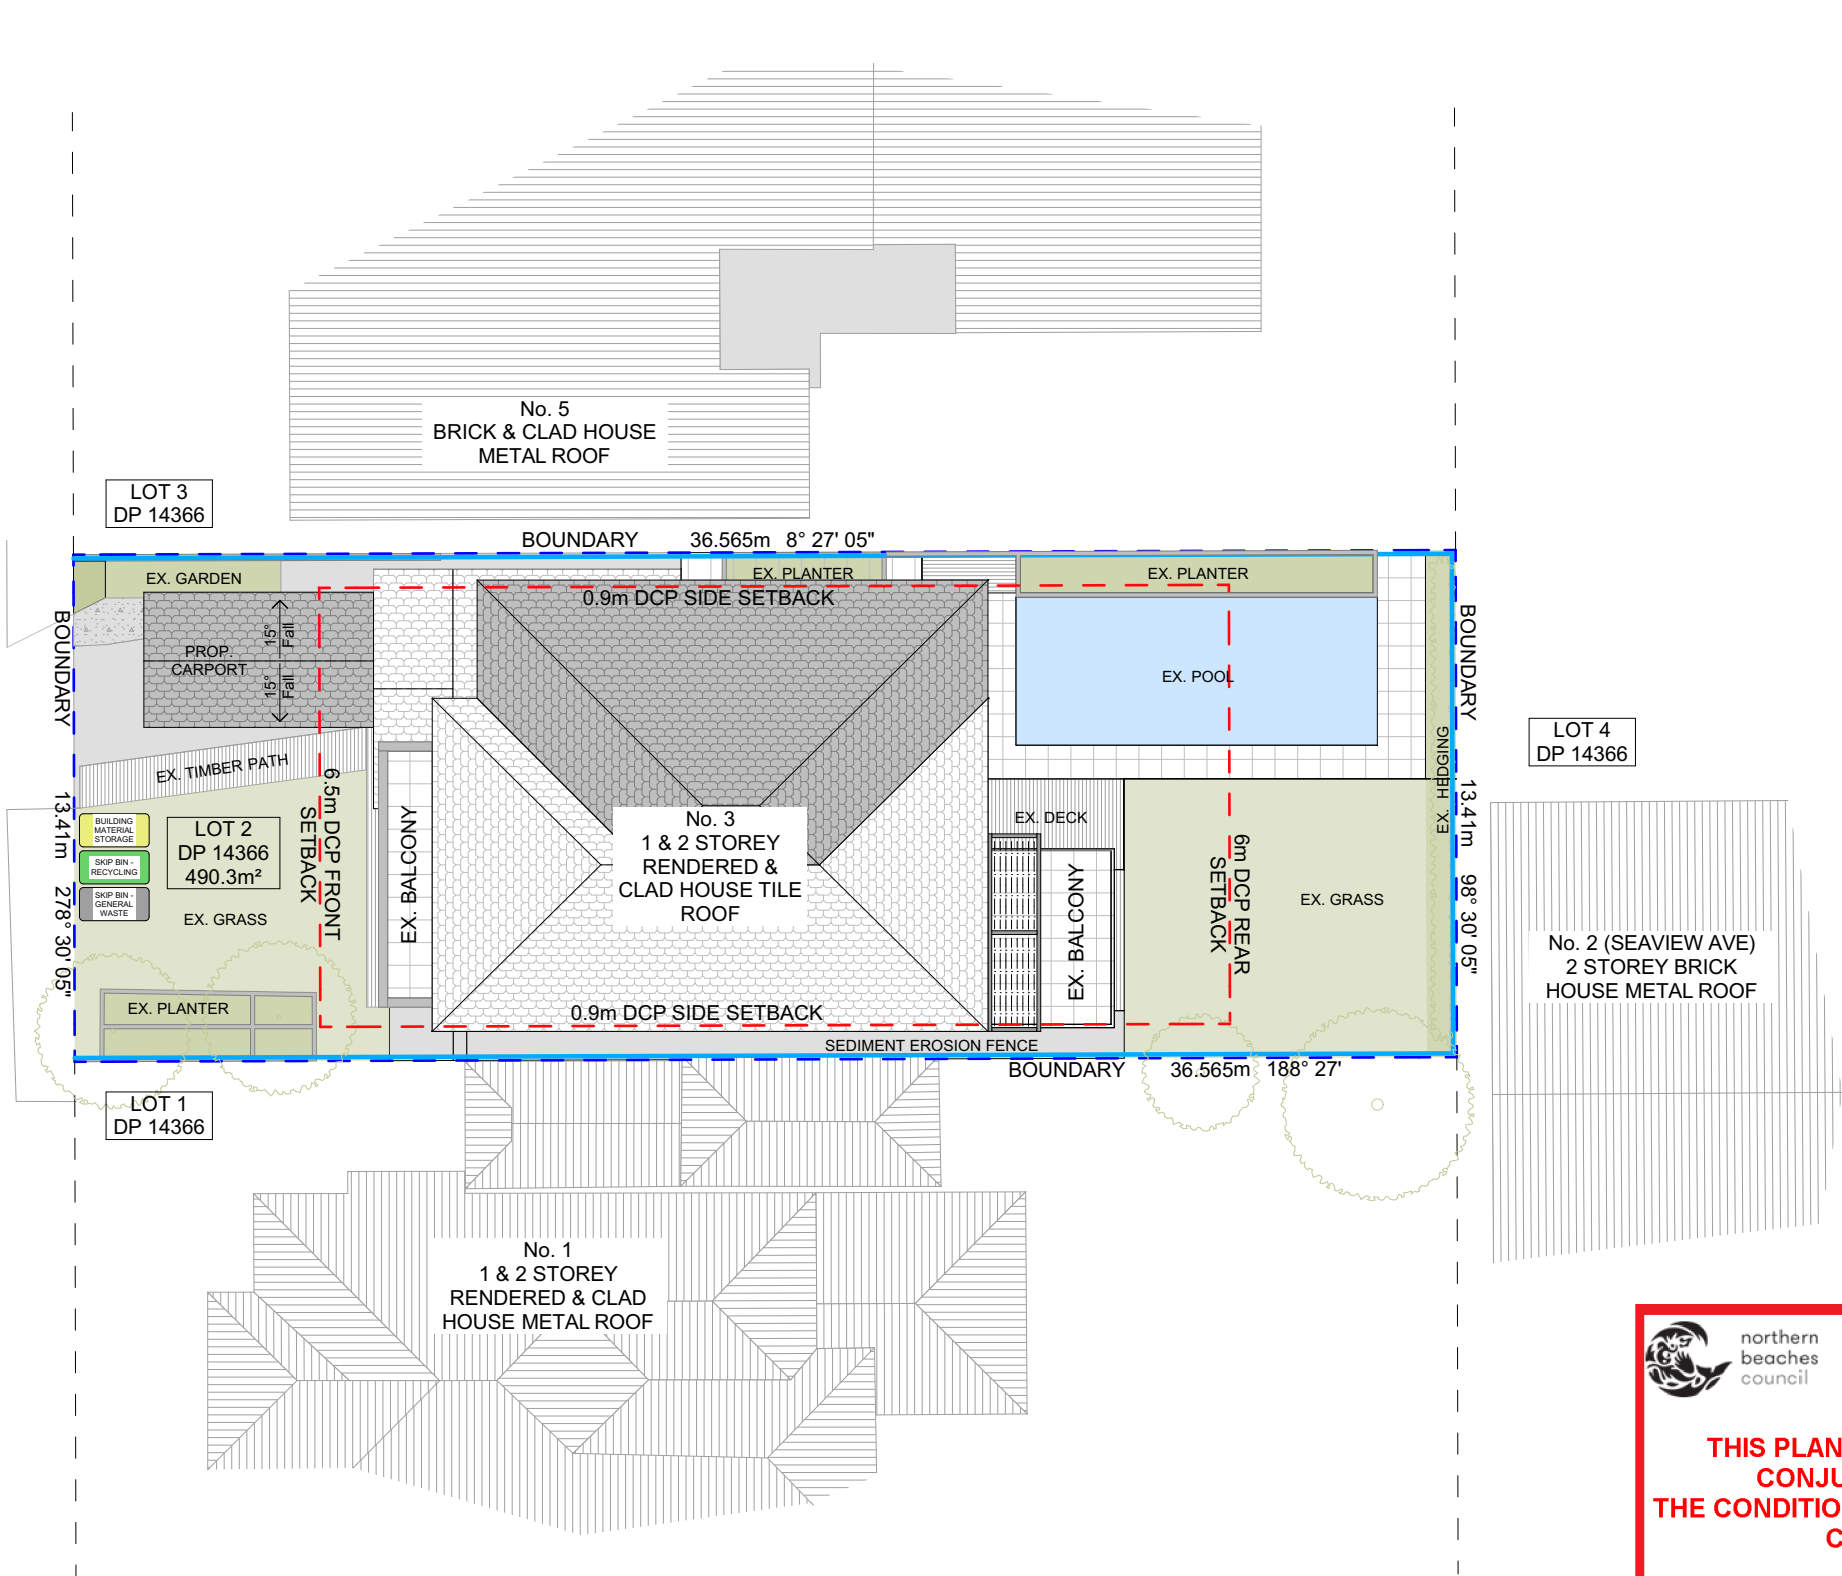 No. 5
BRICK & CLAD HOUSE
METAL ROOF
LOT 3
DP 14366
BOUNDARY 36.565m 8° 27' 05"
EX. GARDEN
EX. PLANTER
EX. PLANTER
0.9m DCP SIDE SETBACK
BOUNDARY
13.41m 278° 30' 05"
PROP.
CARPORT
15°
Fall
15°
Fall
EX. POOL
BOUNDARY
13.41m 98° 30' 05"
EX. HEDGING
LOT 4
DP 14366
EX. TIMBER PATH
6.5m DCP FRONT
SETBACK
BUILDING
MATERIAL
STORAGE
SKIP BIN -
RECYCLING
SKIP BIN -
GENERAL
WASTE
LOT 2
DP 14366
490.3m²
EX. GRASS
EX. BALCONY
No. 3
1 & 2 STOREY
RENDERED &
CLAD HOUSE TILE
ROOF
EX. DECK
EX. BALCONY
6m DCP REAR
SETBACK
EX. GRASS
No. 2 (SEAVIEW AVE)
2 STOREY BRICK
HOUSE METAL ROOF
EX. PLANTER
0.9m DCP SIDE SETBACK
SEDIMENT EROSION FENCE
BOUNDARY 36.565m 188° 27'
LOT 1
DP 14366
No. 1
1 & 2 STOREY
RENDERED & CLAD
HOUSE METAL ROOF
northern
beaches
council
THIS PLAN
CONJU
THE CONDITIO
C